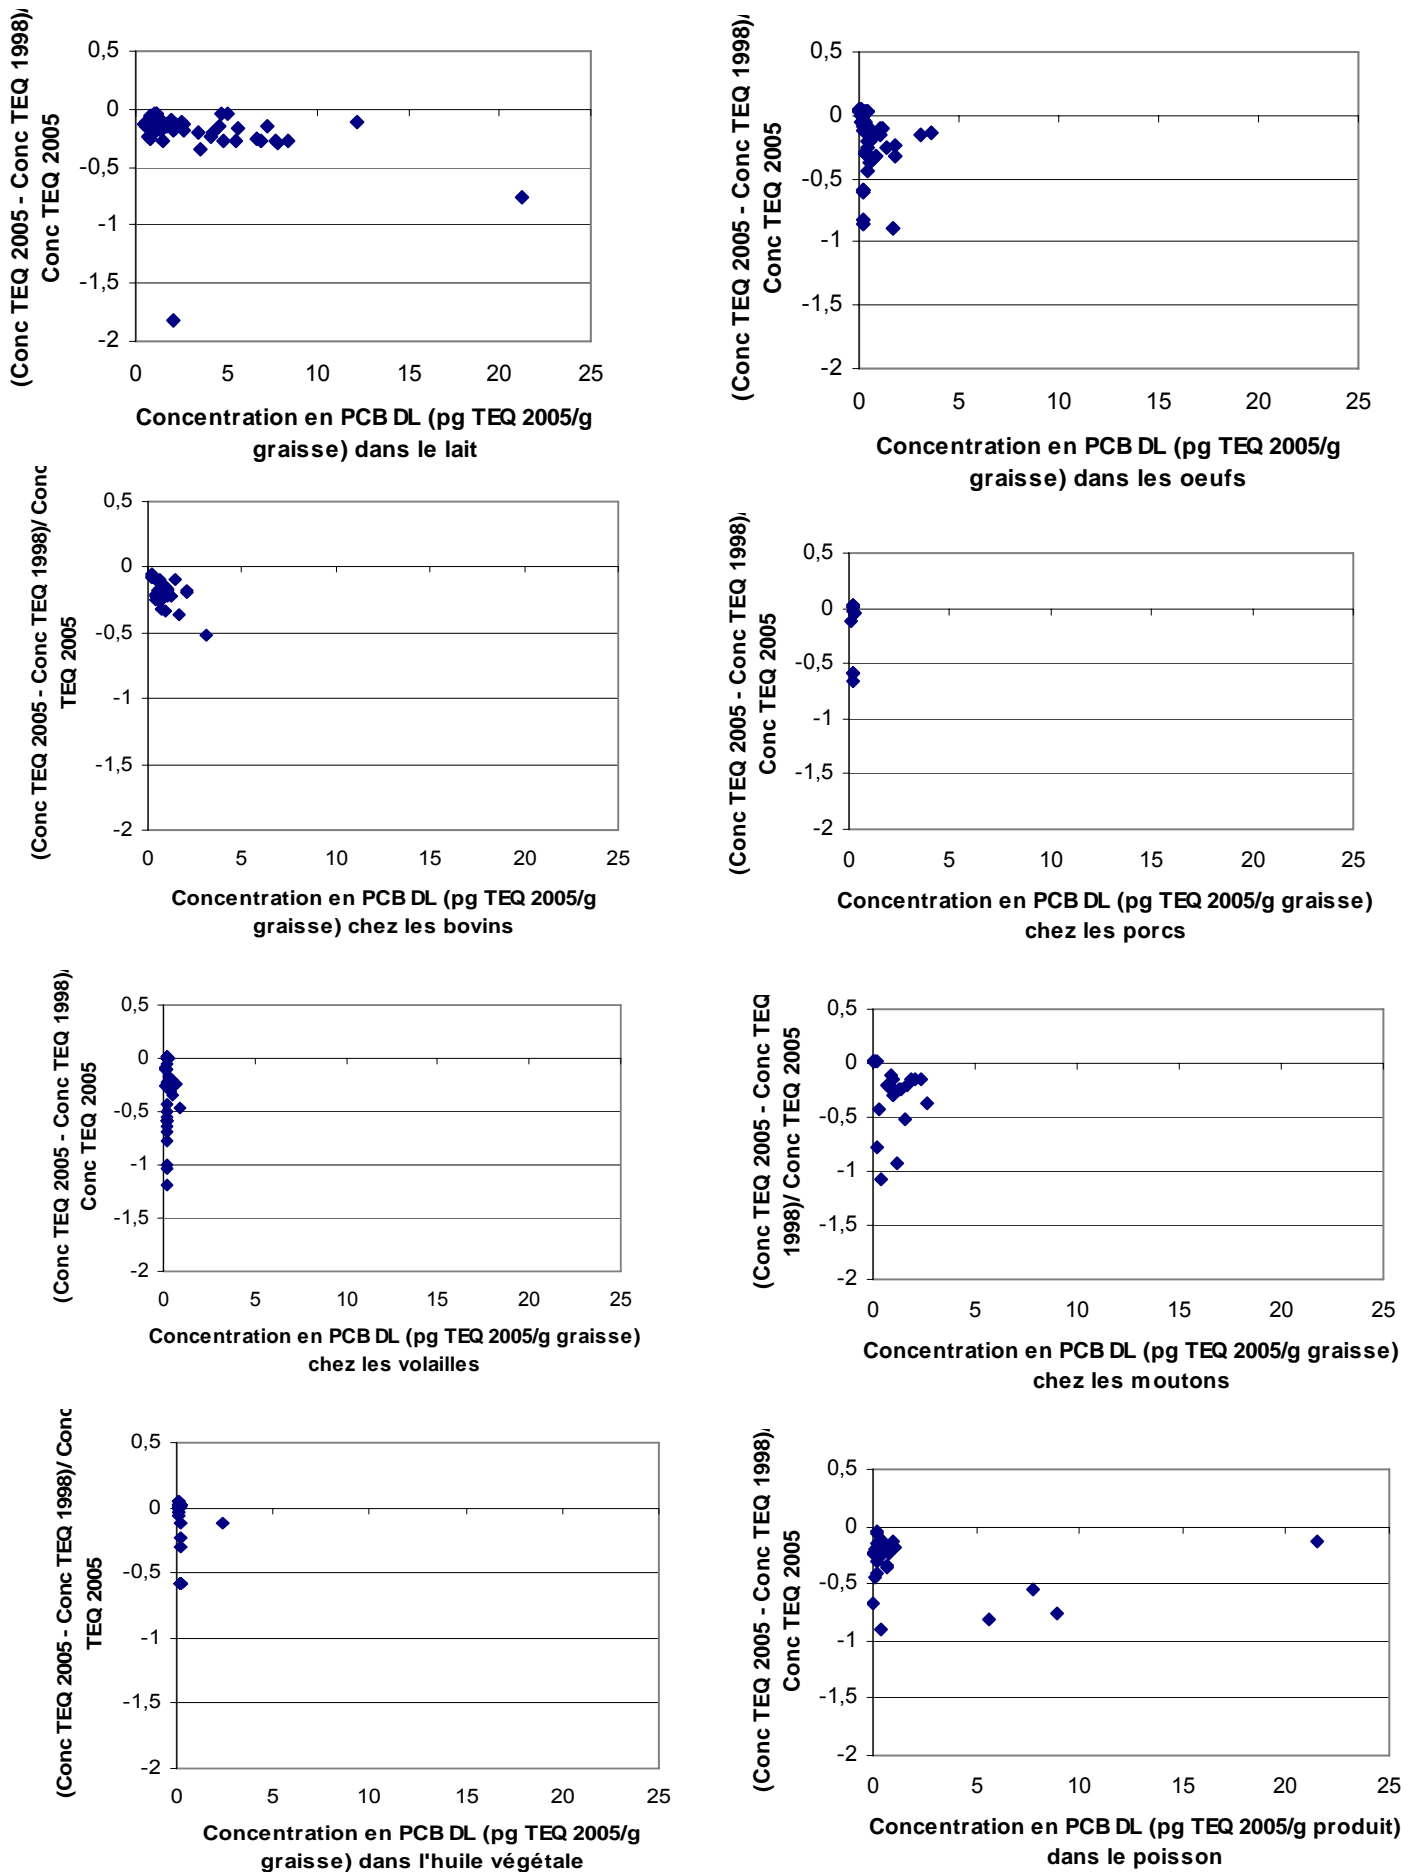 (Conc TEQ 2005 - Conc TEQ 1998)/
Conc TEQ 2005
0,5
0
-0,5
-1
-1,5
-2
0 5 10 15 20 25
Concentration en PCB DL (pg TEQ 2005/g
graisse) dans le lait
(Conc TEQ 2005 - Conc TEQ 1998)/
Conc TEQ 2005
0,5
0
-0,5
-1
-1,5
-2
0 5 10 15 20 25
Concentration en PCB DL (pg TEQ 2005/g
graisse) dans les oeufs
(Conc TEQ 2005 - Conc TEQ 1998)/ Conc
TEQ 2005
0,5
0
-0,5
-1
-1,5
-2
0 5 10 15 20 25
Concentration en PCB DL (pg TEQ 2005/g
graisse) chez les bovins
(Conc TEQ 2005 - Conc TEQ 1998)/
Conc TEQ 2005
0,5
0
-0,5
-1
-1,5
-2
0 5 10 15 20 25
Concentration en PCB DL (pg TEQ 2005/g graisse)
chez les porcs
(Conc TEQ 2005 - Conc TEQ 1998)/
Conc TEQ 2005
0,5
0
-0,5
-1
-1,5
-2
0 5 10 15 20 25
Concentration en PCB DL (pg TEQ 2005/g graisse)
chez les volailles
(Conc TEQ 2005 - Conc TEQ
1998)/ Conc TEQ 2005
0,5
0
-0,5
-1
-1,5
-2
0 5 10 15 20 25
Concentration en PCB DL (pg TEQ 2005/g graisse)
chez les moutons
(Conc TEQ 2005 - Conc TEQ 1998)/ Conc
TEQ 2005
0,5
0
-0,5
-1
-1,5
-2
0 5 10 15 20 25
Concentration en PCB DL (pg TEQ 2005/g
graisse) dans l'huile végétale
(Conc TEQ 2005 - Conc TEQ 1998)/
Conc TEQ 2005
0,5
0
-0,5
-1
-1,5
-2
0 5 10 15 20 25
Concentration en PCB DL (pg TEQ 2005/g produit)
dans le poisson